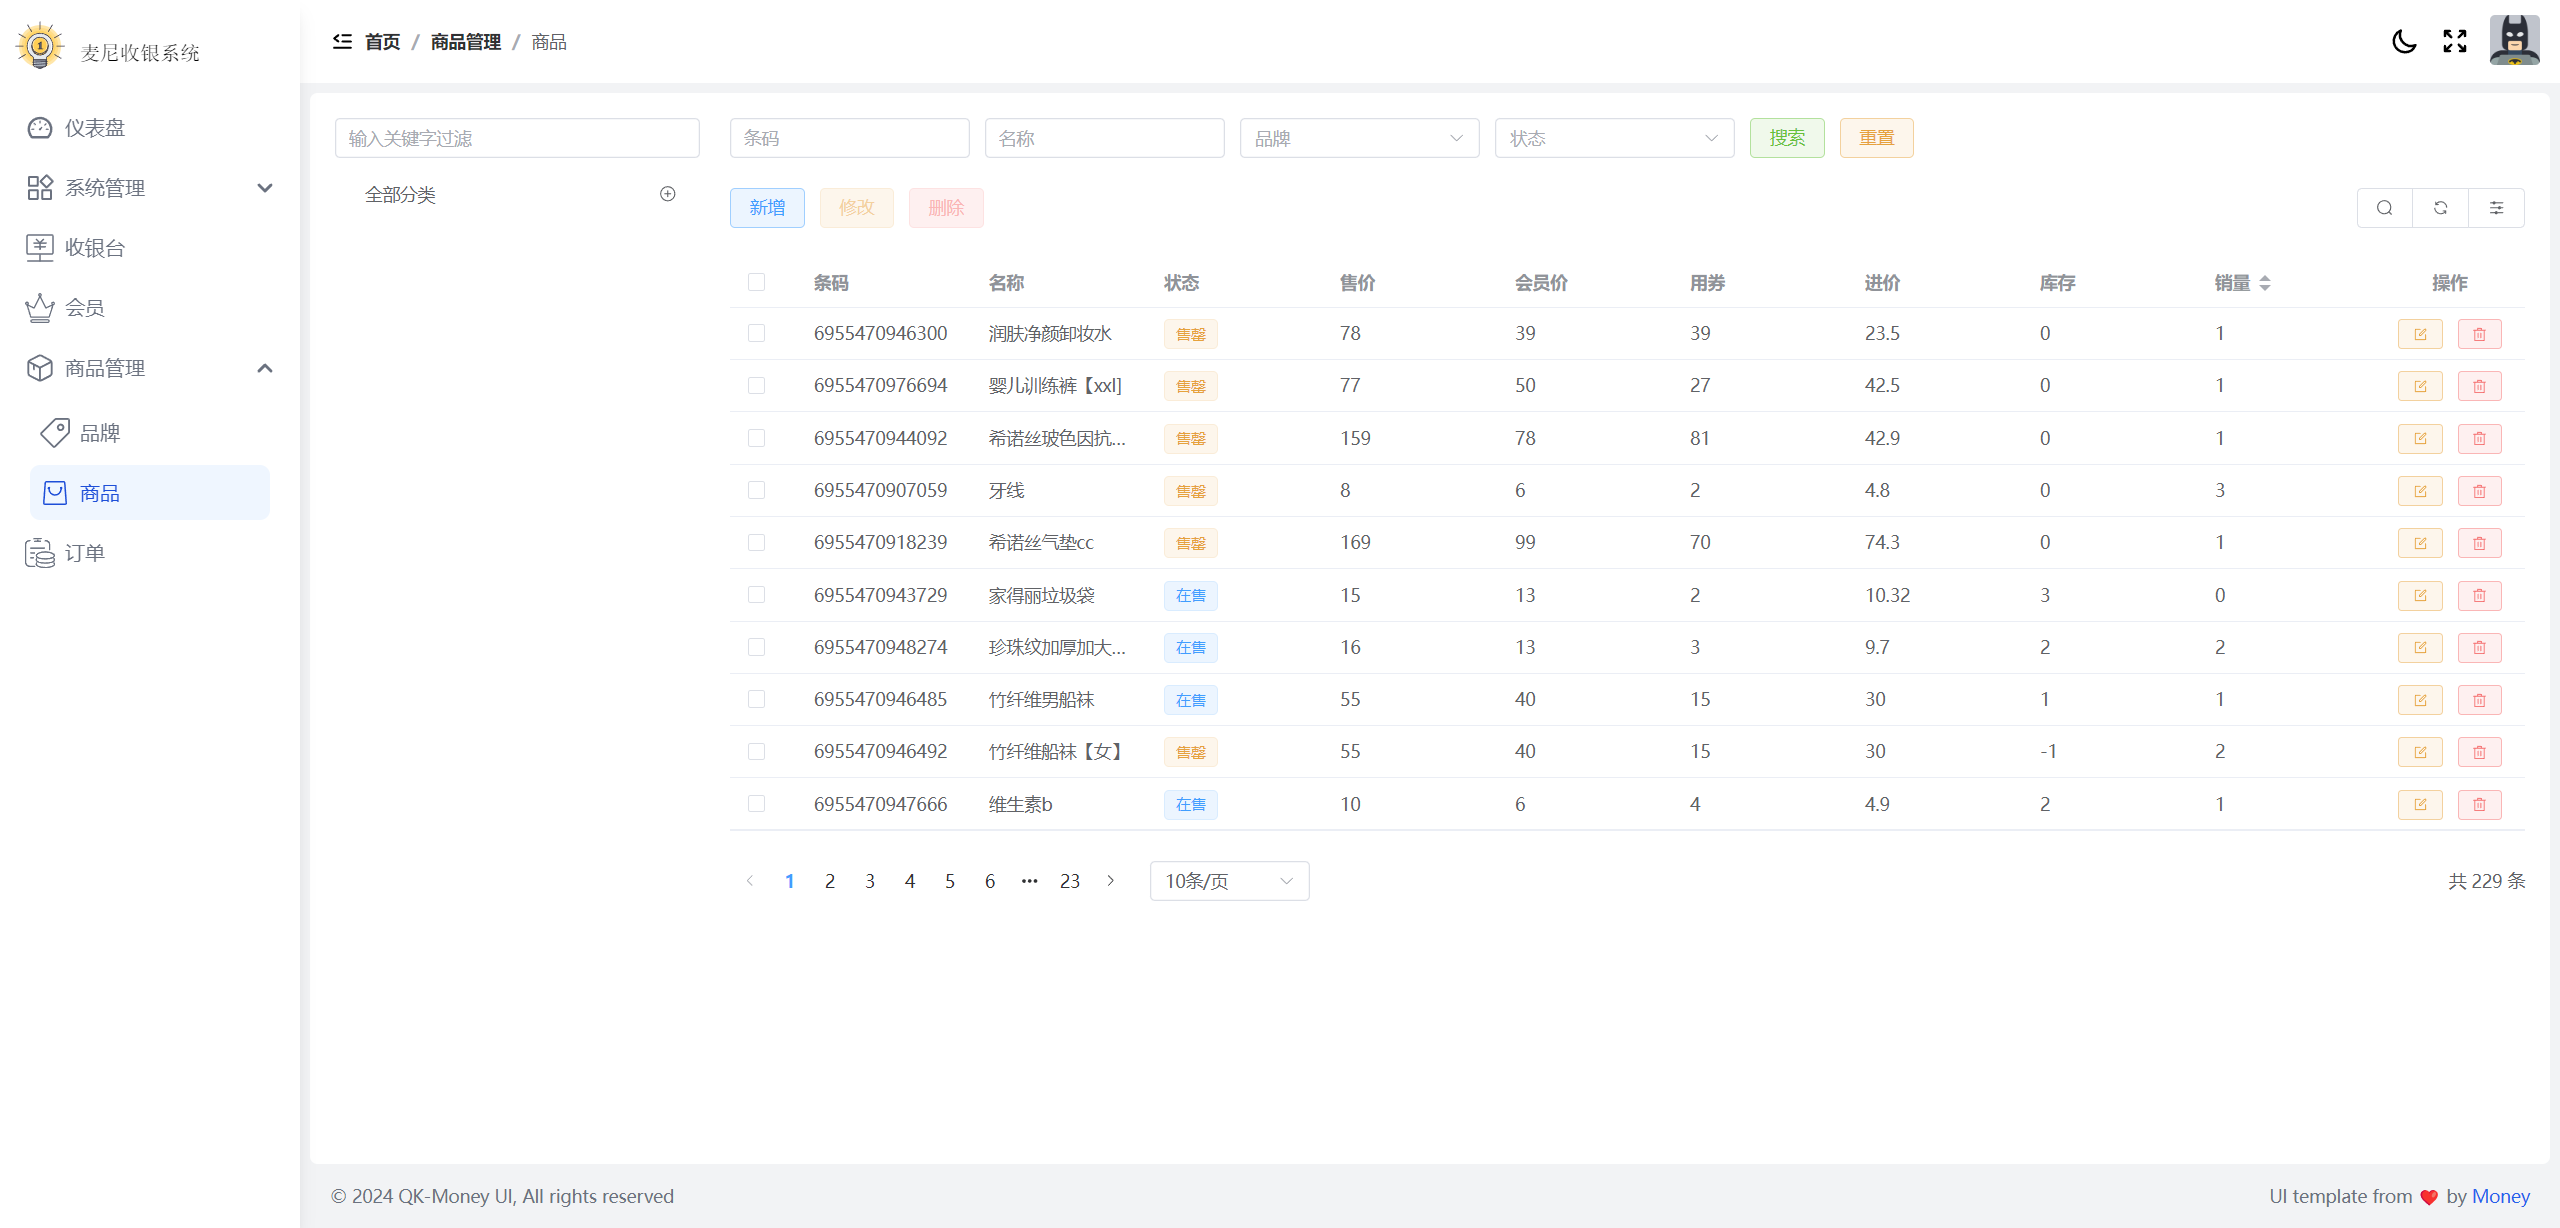 麦尼收银系统
仪表盘
系统管理
收银台
会员
商品管理
品牌
商品
订单
首页 / 商品管理 / 商品
输入关键字过滤
全部分类
条码 名称 品牌 状态 搜索 重置
新增 修改 删除
条码 名称 状态 售价 会员价 用券 进价 库存 销量 操作
6955470946300 润肤净颜卸妆水 售罄 78 39 39 23.5 0 1
6955470976694 婴儿训练裤【xxl] 售罄 77 50 27 42.5 0 1
6955470944092 希诺丝玻色因抗... 售罄 159 78 81 42.9 0 1
6955470907059 牙线 售罄 8 6 2 4.8 0 3
6955470918239 希诺丝气垫cc 售罄 169 99 70 74.3 0 1
6955470943729 家得丽垃圾袋 在售 15 13 2 10.32 3 0
6955470948274 珍珠纹加厚加大... 在售 16 13 3 9.7 2 2
6955470946485 竹纤维男船袜 在售 55 40 15 30 1 1
6955470946492 竹纤维船袜【女】 售罄 55 40 15 30 -1 2
6955470947666 维生素b 在售 10 6 4 4.9 2 1
1 2 3 4 5 6 ••• 23 10条/页 共 229 条
© 2024 QK-Money UI, All rights reserved
UI template from ❤️ by Money